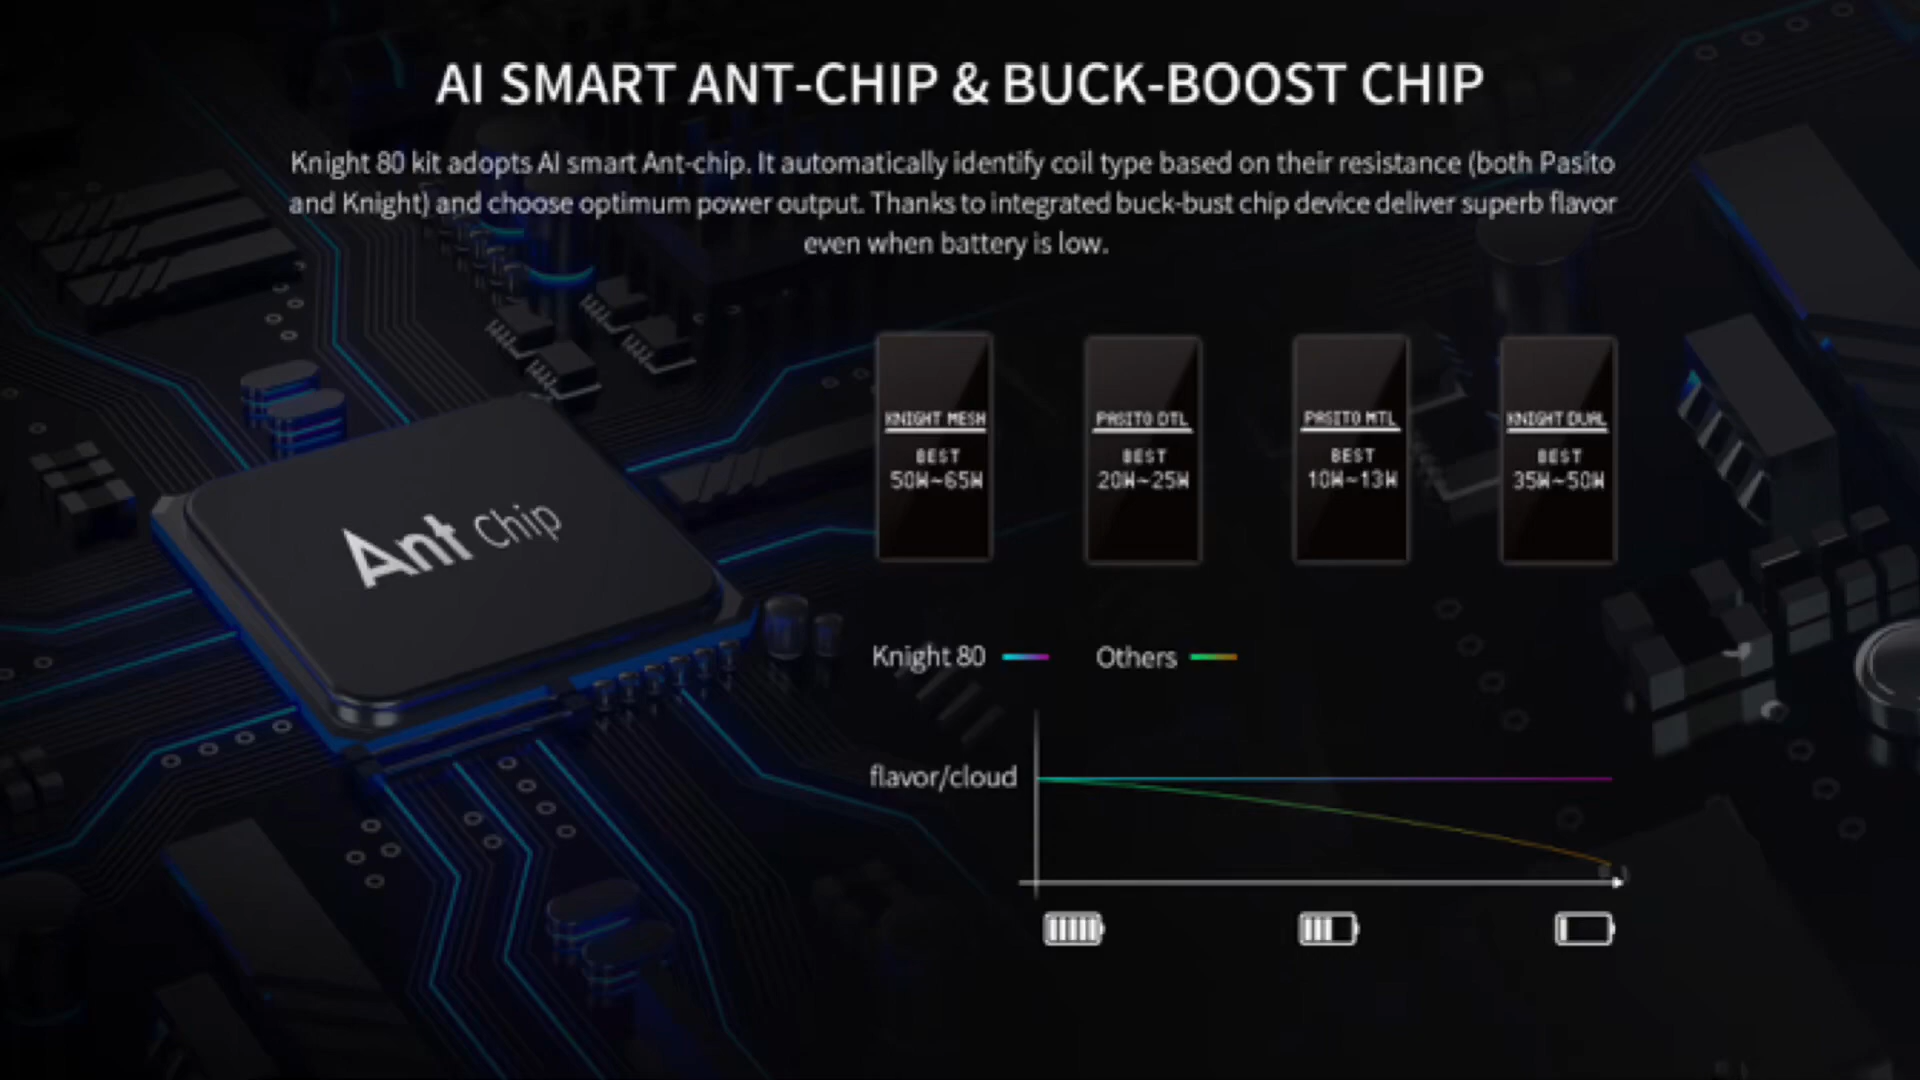 AI SMART ANT-CHIP & BUCK-BOOST CHIP
Knight 80 kit adopts AI smart Ant-chip. It automatically identify coil type based on their resistance (both Pasito
and Knight) and choose optimum power output. Thanks to integrated buck-bust chip device deliver superb flavor
even when battery is low.
Ant Chip
KNIGHT MESH
BEST
50W~65W
PASITO DTL
BEST
20W~25W
PASITO MTL
BEST
10W~13W
KNIGHT DUAL
BEST
35W~50W
Knight 80
Others
flavor/cloud